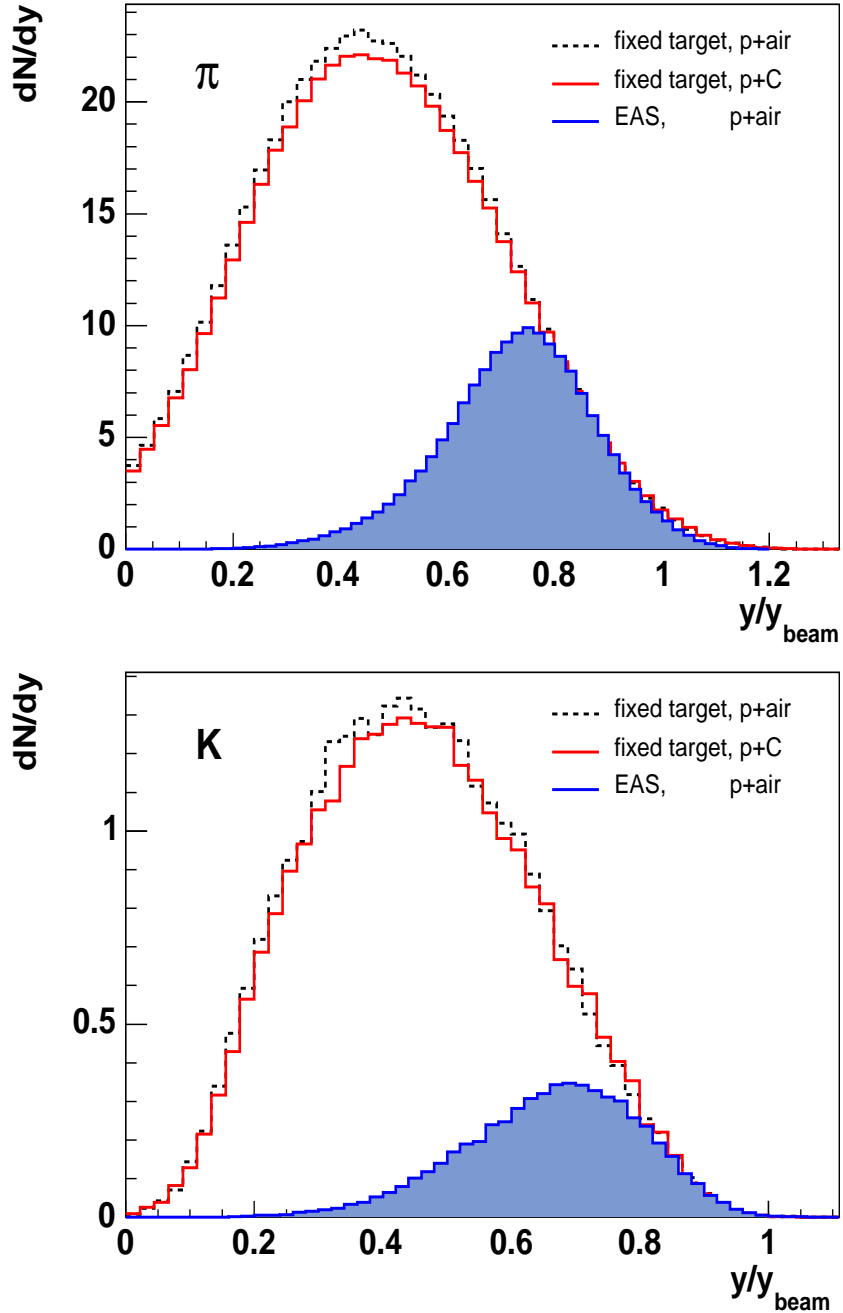 dN/dy
π
fixed target, p+air
fixed target, p+C
EAS, p+air
20
15
10
5
0
0 0.2 0.4 0.6 0.8 1 1.2
y/y_beam
dN/dy
K
fixed target, p+air
fixed target, p+C
EAS, p+air
1
0.5
0
0 0.2 0.4 0.6 0.8 1
y/y_beam